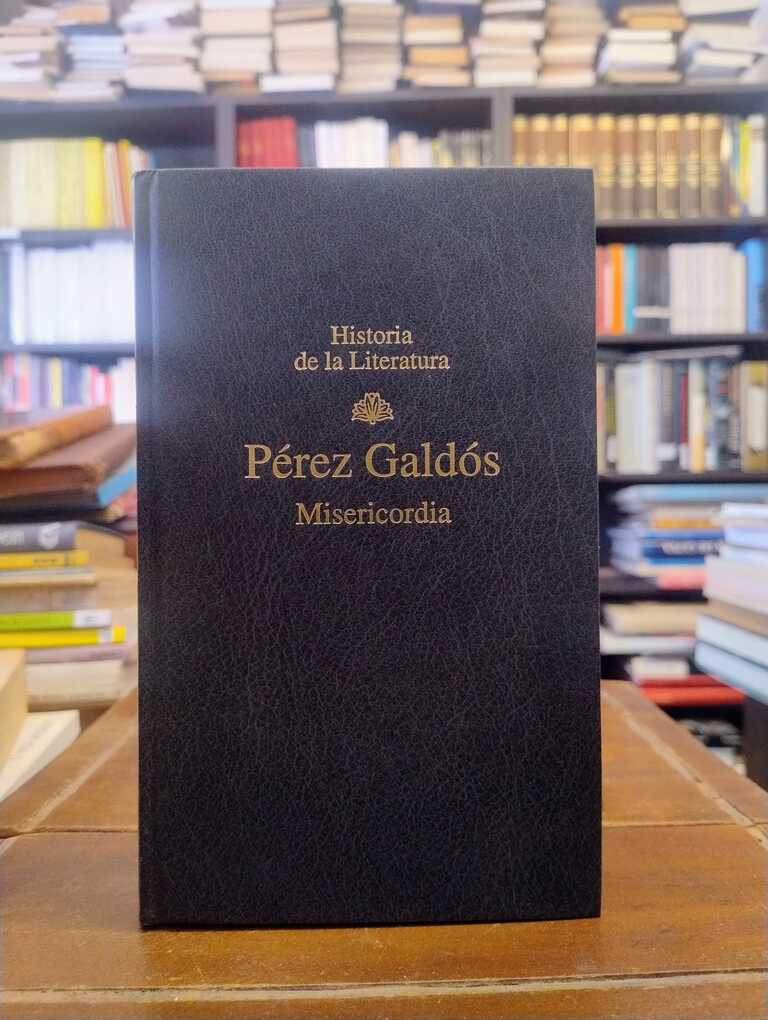 Historia
de la Literatura
Pérez Galdós
Misericordia